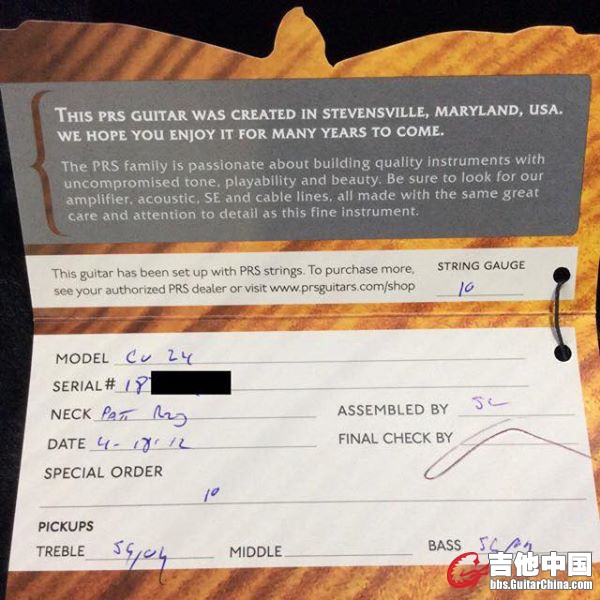 THIS PRS GUITAR WAS CREATED IN STEVENSVILLE, MARYLAND, USA.
WE HOPE YOU ENJOY IT FOR MANY YEARS TO COME.
The PRS family is passionate about building quality instruments with
uncompromised tone, playability and beauty. Be sure to look for our
amplifier, acoustic, SE and cable lines, all made with the same great
care and attention to detail as this fine instrument.
This guitar has been set up with PRS strings. To purchase more,
see your authorized PRS dealer or visit www.prsguitars.com/shop
STRING GAUGE
10
MODEL Cu 24
SERIAL# 18
NECK Patt Reg
ASSEMBLED BY
DATE 4-18-12
FINAL CHECK BY
SPECIAL ORDER
10
PICKUPS
TREBLE
MIDDLE
BASS
吉他中国
bbs.GuitarChina.com